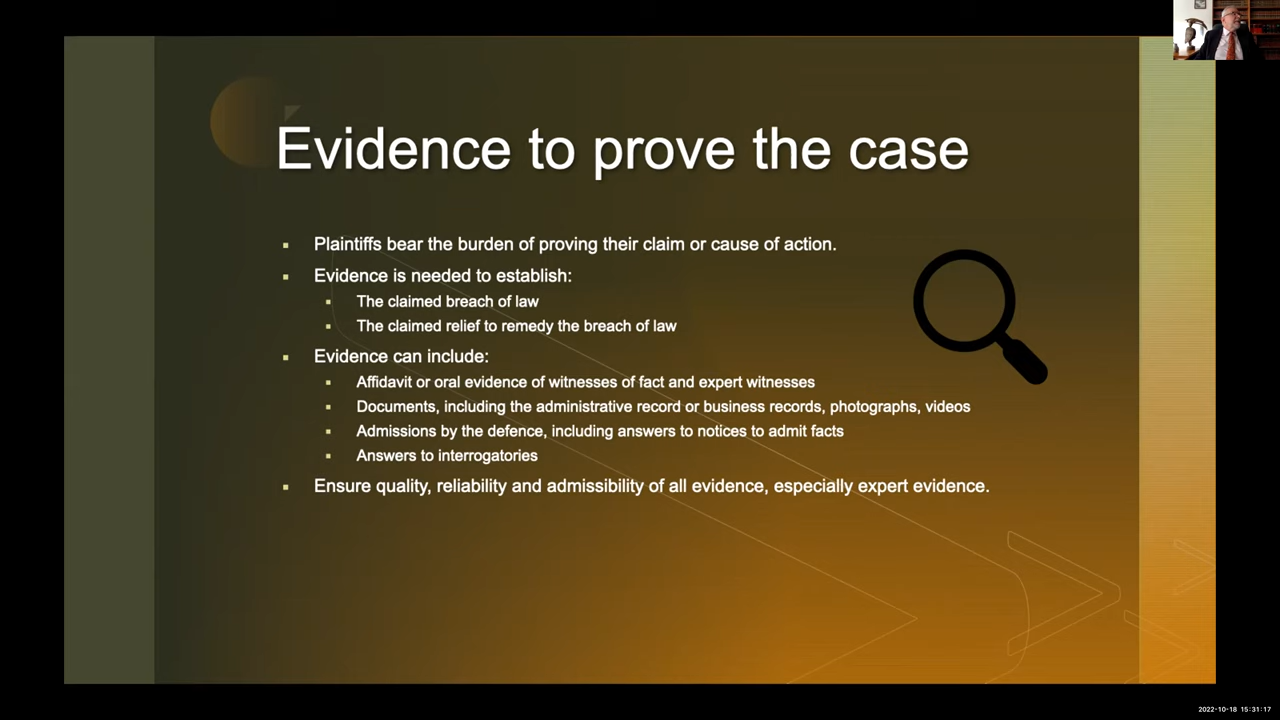 Evidence to prove the case
Plaintiffs bear the burden of proving their claim or cause of action.
Evidence is needed to establish:
The claimed breach of law
The claimed relief to remedy the breach of law
Evidence can include:
Affidavit or oral evidence of witnesses of fact and expert witnesses
Documents, including the administrative record or business records, photographs, videos
Admissions by the defence, including answers to notices to admit facts
Answers to interrogatories
Ensure quality, reliability and admissibility of all evidence, especially expert evidence.
2022-10-18 15:31:17